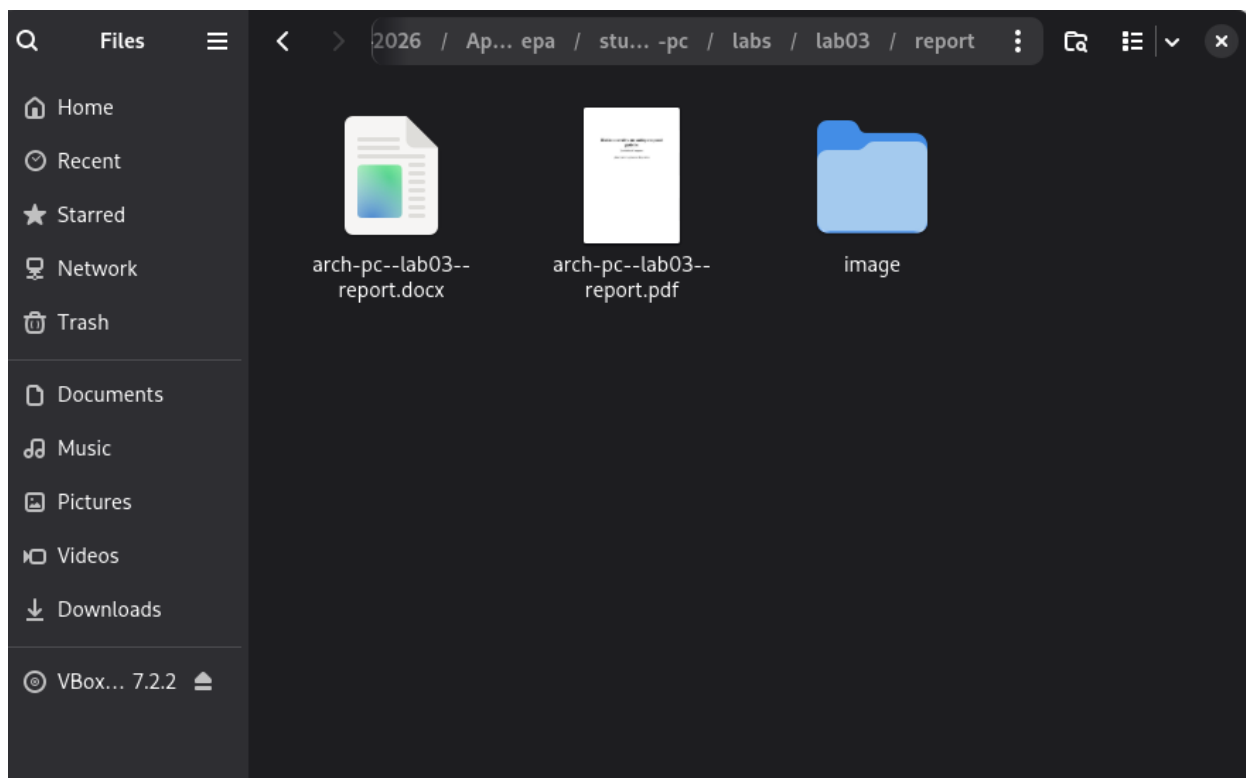 Files
2026 / Ap... epa / stu... -pc / labs / lab03 / report
Home
Recent
Starred
Network
Trash
Documents
Music
Pictures
Videos
Downloads
VBox... 7.2.2
arch-pc--lab03--
report.docx
arch-pc--lab03--
report.pdf
image